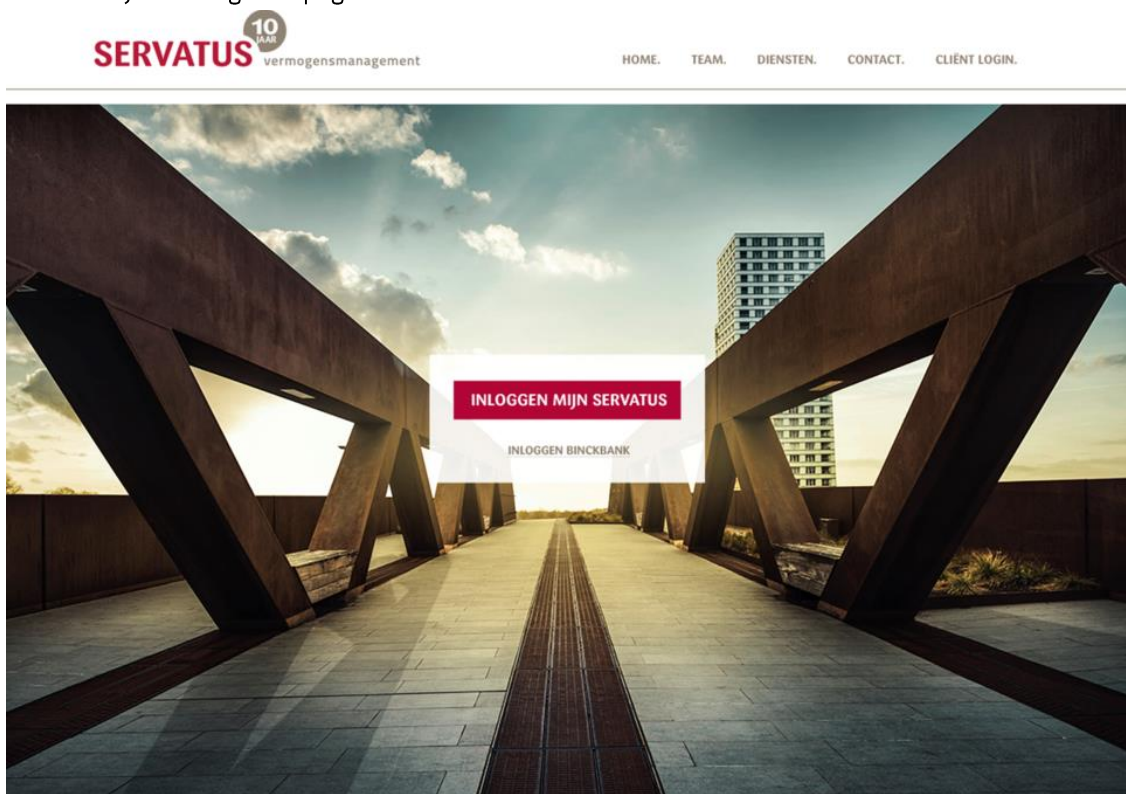 10
JAAR
SERVATUS
vermogensmanagement
HOME. TEAM. DIENSTEN. CONTACT. CLIËNT LOGIN.
INLOGGEN MIJN SERVATUS
INLOGGEN BINCKBANK